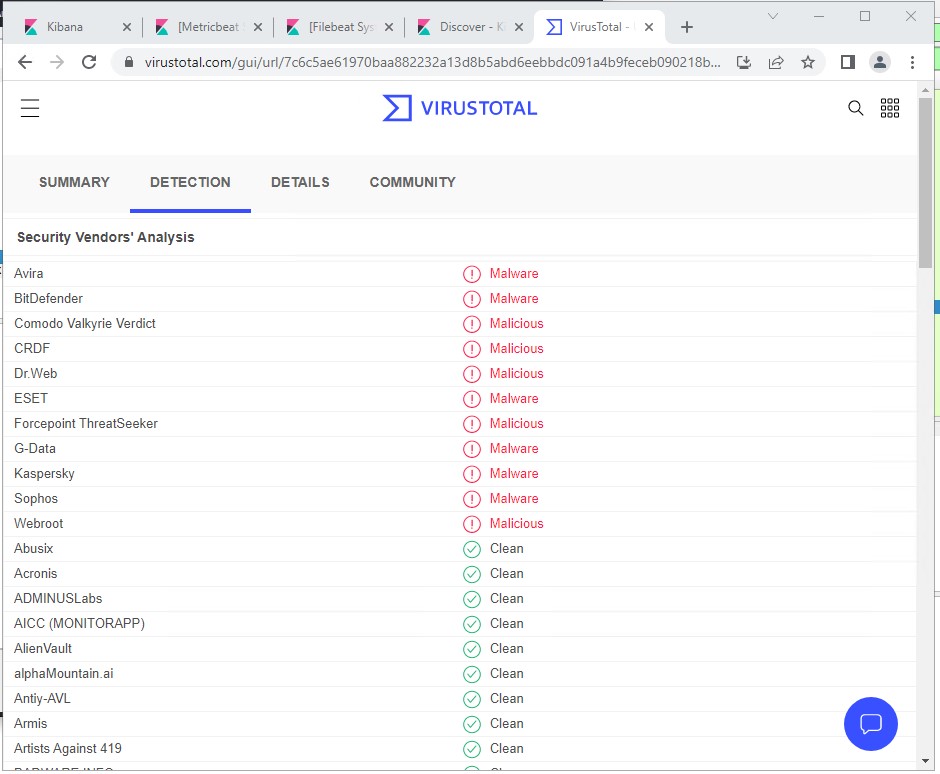 Kibana
[Metricbeat
[Filebeat Sys
Discover - K
VirusTotal -
virustotal.com/gui/url/7c6c5ae61970baa882232a13d8b5abd6eebbdc091a4b9feceb090218b...
VIRUSTOTAL
SUMMARY DETECTION DETAILS COMMUNITY
Security Vendors' Analysis
Avira Malware
BitDefender Malware
Comodo Valkyrie Verdict Malicious
CRDF Malicious
Dr.Web Malicious
ESET Malware
Forcepoint ThreatSeeker Malicious
G-Data Malware
Kaspersky Malware
Sophos Malware
Webroot Malicious
Abusix Clean
Acronis Clean
ADMINUSLabs Clean
AICC (MONITORAPP) Clean
AlienVault Clean
alphaMountain.ai Clean
Antiy-AVL Clean
Armis Clean
Artists Against 419 Clean